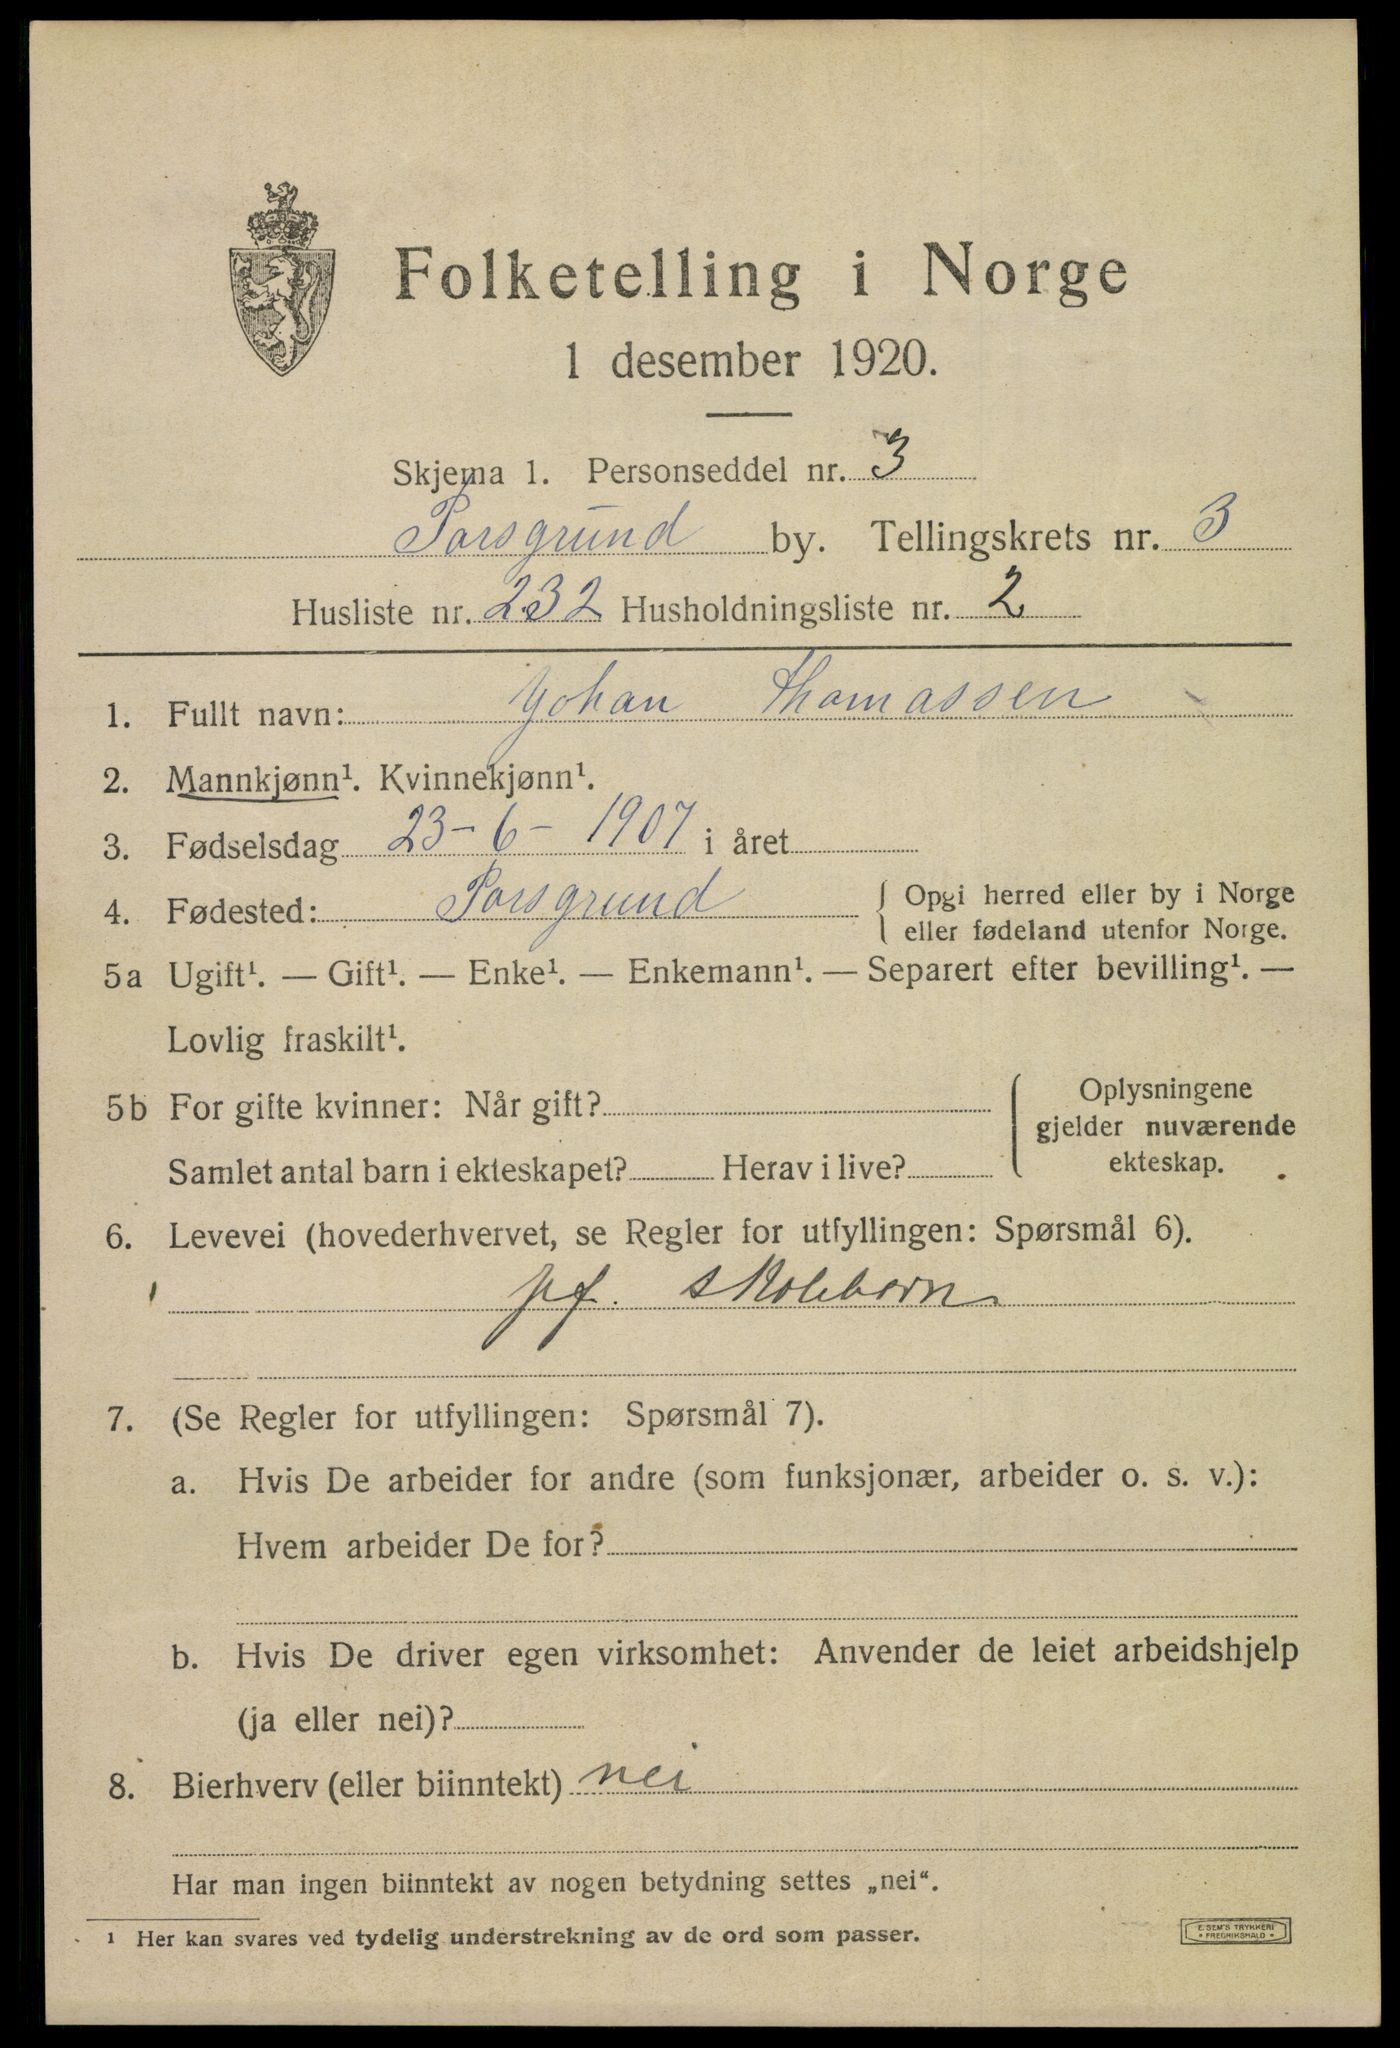 Folketelling i Norge
1 desember 1920.
Skjema 1. Personseddel nr. 3
Porsgrund by. Tellingskrets nr. 3
Husliste nr. 232 Husholdningsliste nr. 2
1. Fullt navn: Johan Thomassen
2. Mannkjønn¹. Kvinnekjønn¹.
3. Fødselsdag 23-6-1907 i året
4. Fødested: Porsgrund { Opgi herred eller by i Norge
eller fødeland utenfor Norge.
5a Ugift¹. — Gift¹. — Enke¹. — Enkemann¹. — Separert efter bevilling¹. —
Lovlig fraskilt¹.
5b For gifte kvinner: Når gift? { Oplysningene
gjelder nuværende
Samlet antal barn i ekteskapet? Herav i live? ekteskap.
6. Levevei (hovederhvervet, se Regler for utfyllingen: Spørsmål 6).
skolebarn
7. (Se Regler for utfyllingen: Spørsmål 7).
a. Hvis De arbeider for andre (som funksjonær, arbeider o. s. v.):
Hvem arbeider De for?
b. Hvis De driver egen virksomhet: Anvender de leiet arbeidshjelp
(ja eller nei)?
8. Bierhverv (eller biinntekt) nei
Har man ingen biinntekt av nogen betydning settes „nei“.
¹ Her kan svares ved tydelig understrekning av de ord som passer.
E. SEM'S TRYKKERI
FREDRIKSHALD